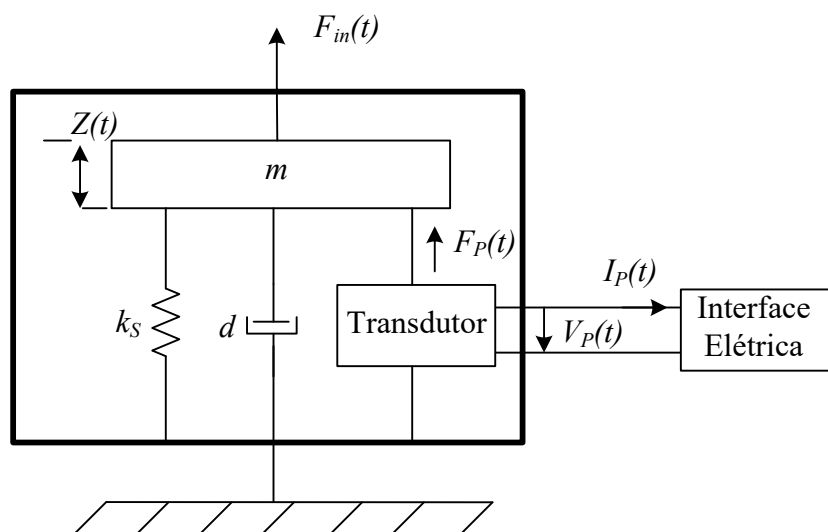 F_in(t)
Z(t)
m
F_P(t)
I_P(t)
k_S
d
Transdutor
V_P(t)
Interface
Elétrica